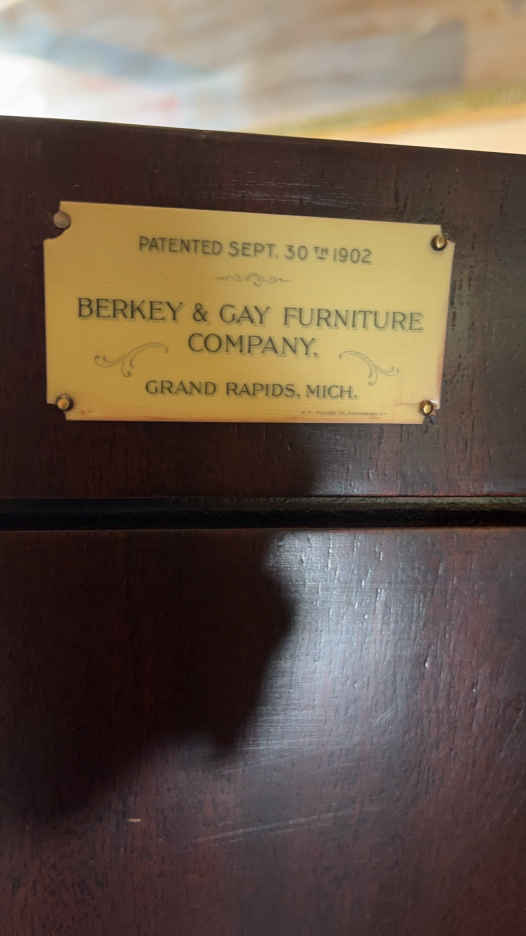 PATENTED SEPT. 30TH 1902
BERKEY & GAY FURNITURE
COMPANY,
GRAND RAPIDS, MICH.